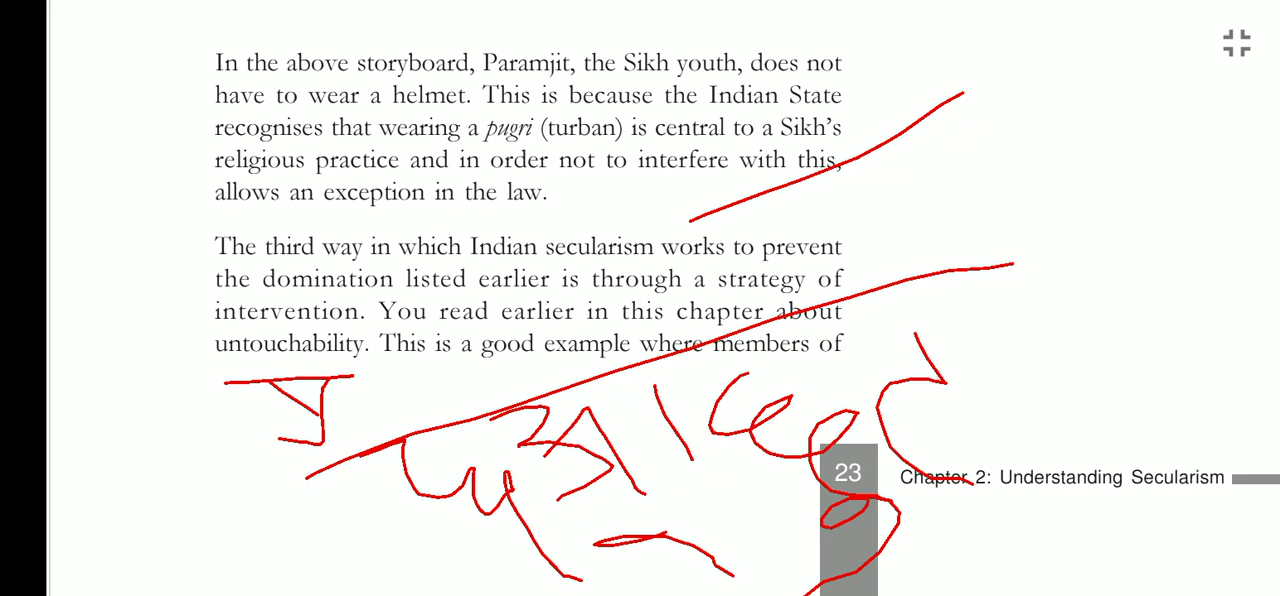 In the above storyboard, Paramjit, the Sikh youth, does not
have to wear a helmet. This is because the Indian State
recognises that wearing a pugri (turban) is central to a Sikh's
religious practice and in order not to interfere with this,
allows an exception in the law.
The third way in which Indian secularism works to prevent
the domination listed earlier is through a strategy of
intervention. You read earlier in this chapter about
untouchability. This is a good example where members of
23
Chapter 2: Understanding Secularism